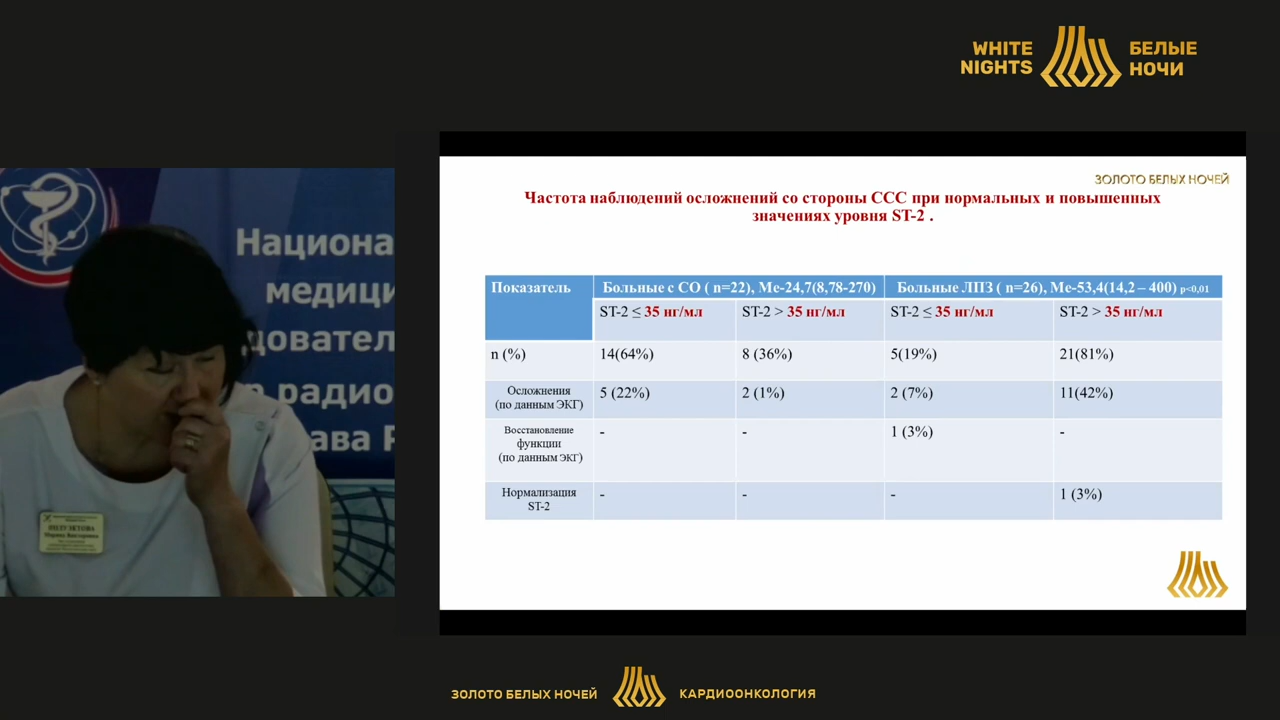 WHITE
NIGHTS
БЕЛЫЕ
НОЧИ
Национа
медици
довател
р радио
ава Р
ЗОЛОТО БЕЛЫХ НОЧЕЙ
Частота наблюдений осложнений со стороны ССС при нормальных и повышенных
значениях уровня ST-2 .
Показатель Больные с СО ( n=22), Me-24,7(8,78-270) Больные ЛПЗ ( n=26), Me-53,4(14,2 – 400) p<0,01
ST-2 ≤ 35 нг/мл ST-2 > 35 нг/мл ST-2 ≤ 35 нг/мл ST-2 > 35 нг/мл
n (%) 14(64%) 8 (36%) 5(19%) 21(81%)
Осложнения 5 (22%) 2 (1%) 2 (7%) 11(42%)
(по данным ЭКГ)
Восстановление - - 1 (3%) -
функции
(по данным ЭКГ)
Нормализация - - - 1 (3%)
ST-2
ЗОЛОТО БЕЛЫХ НОЧЕЙ
КАРДИООНКОЛОГИЯ